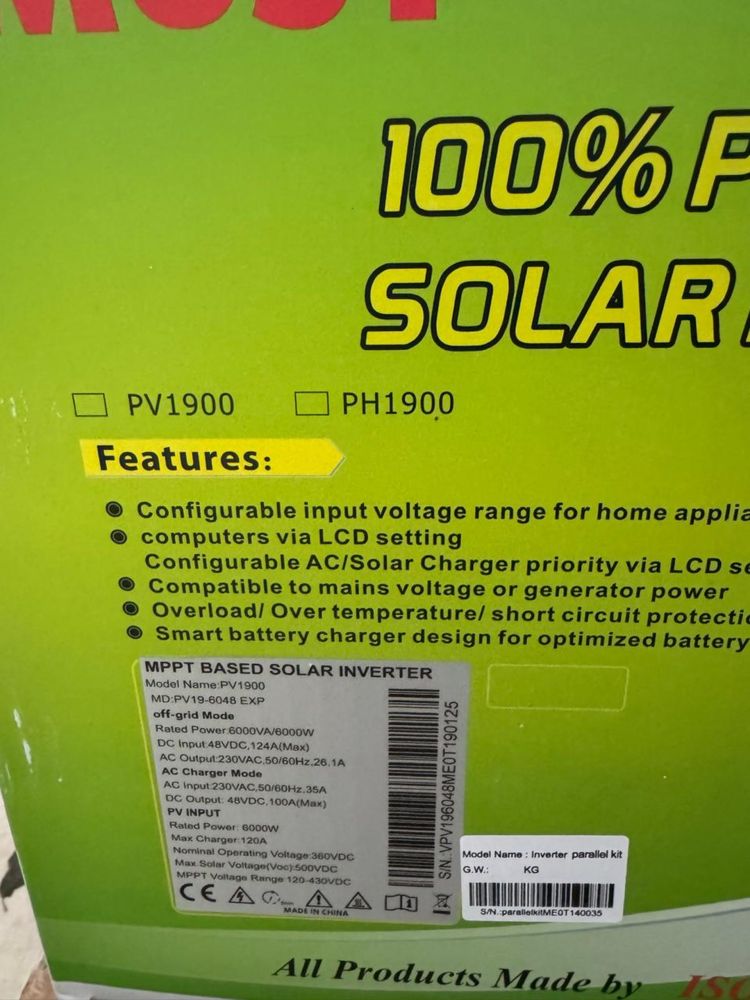 MUST
100% P
SOLAR
PV1900
PH1900
Features:
Configurable input voltage range for home applia
computers via LCD setting
Configurable AC/Solar Charger priority via LCD se
Compatible to mains voltage or generator power
Overload/ Over temperature/ short circuit protectio
Smart battery charger design for optimized battery
MPPT BASED SOLAR INVERTER
Model Name:PV1900
MD:PV19-6048 EXP
off-grid Mode
Rated Power:6000VA/6000W
DC Input:48VDC,124A(Max)
AC Output:230VAC,50/60Hz,26.1A
AC Charger Mode
AC Input:230VAC,50/60Hz,35A
DC Output: 48VDC,100A(Max)
PV INPUT
Rated Power: 6000W
Max Charger:120A
Nominal Operating Voltage:360VDC
Max.Solar Voltage(Voc):500VDC
MPPT Voltage Range 120-430VDC
CE
MADE IN CHINA
S/N.:VPV196048ME0T190125
Model Name : Inverter parallel kit
G.W.: KG
S/N.:parallelkitME0T140035
All Products Made by ISO